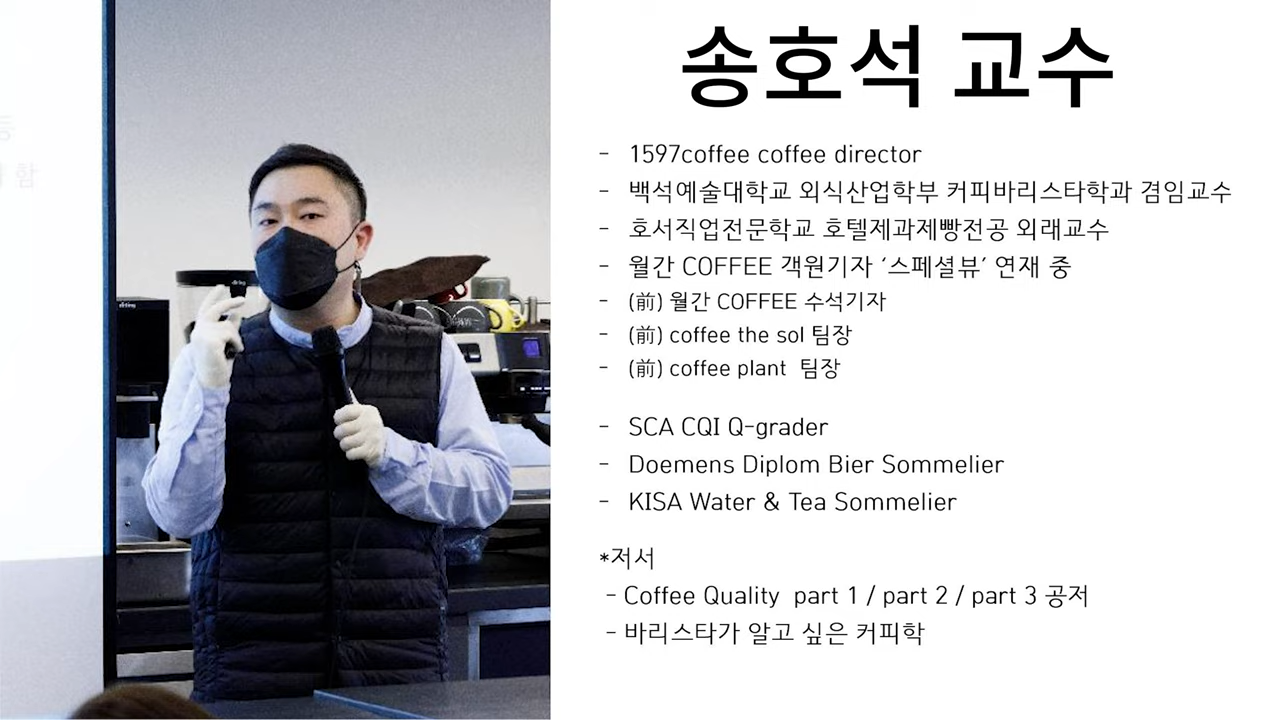 송호석 교수
- 1597coffee coffee director
- 백석예술대학교 외식산업학부 커피바리스타학과 겸임교수
- 호서직업전문학교 호텔제과제빵전공 외래교수
- 월간 COFFEE 객원기자 ‘스페셜뷰’ 연재 중
- (前) 월간 COFFEE 수석기자
- (前) coffee the sol 팀장
- (前) coffee plant 팀장
- SCA CQI Q-grader
- Doemens Diplom Bier Sommelier
- KISA Water & Tea Sommelier
*저서
- Coffee Quality part 1 / part 2 / part 3 공저
- 바리스타가 알고 싶은 커피학
함